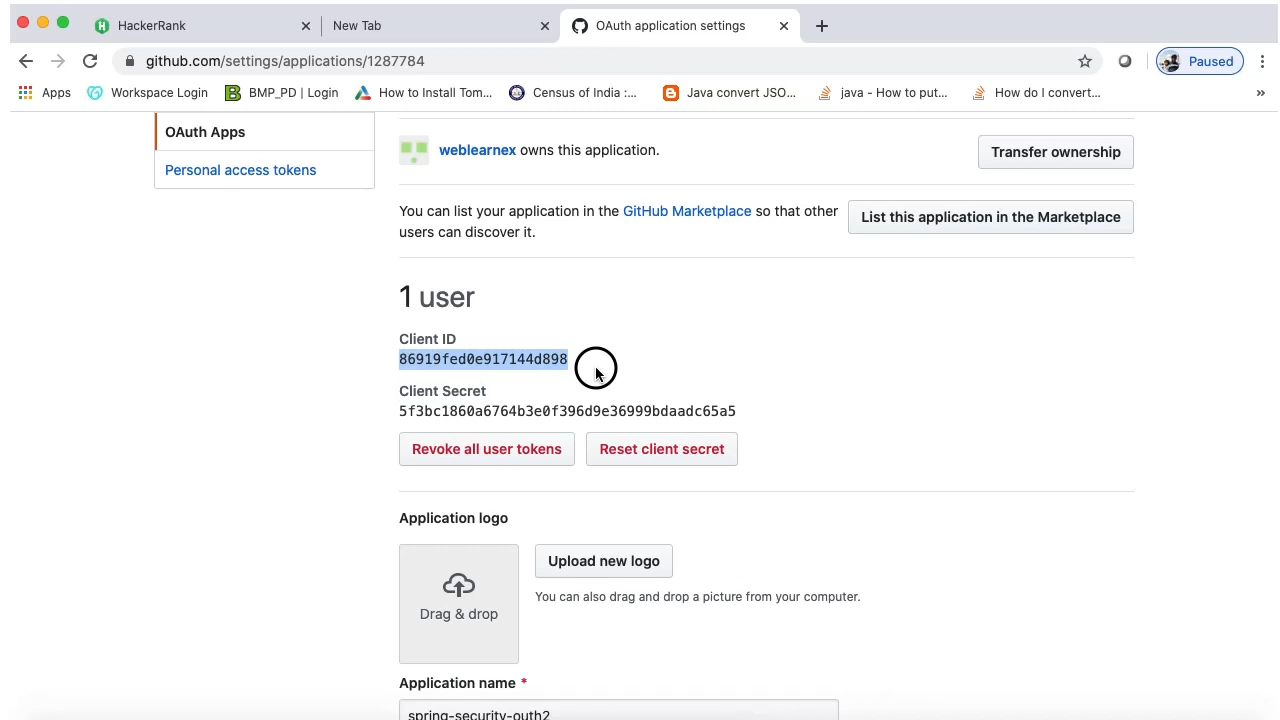 HackerRank
New Tab
OAuth application settings
github.com/settings/applications/1287784
Paused
Apps
Workspace Login
BMP_PD | Login
How to Install Tom...
Census of India :...
Java convert JSO...
java - How to put...
How do I convert...
»
OAuth Apps
Personal access tokens
weblearnex owns this application.
Transfer ownership
You can list your application in the GitHub Marketplace so that other
users can discover it.
List this application in the Marketplace
1 user
Client ID
86919fed0e917144d898
Client Secret
5f3bc1860a6764b3e0f396d9e36999bdaadc65a5
Revoke all user tokens
Reset client secret
Application logo
Drag & drop
Upload new logo
You can also drag and drop a picture from your computer.
Application name *
spring-security-outh2